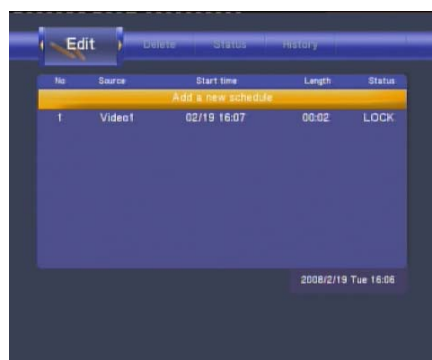 Edit Delete Status History
No Source Start time Length Status
Add a new schedule
1 Video1 02/19 16:07 00:02 LOCK
2008/2/19 Tue 16:06